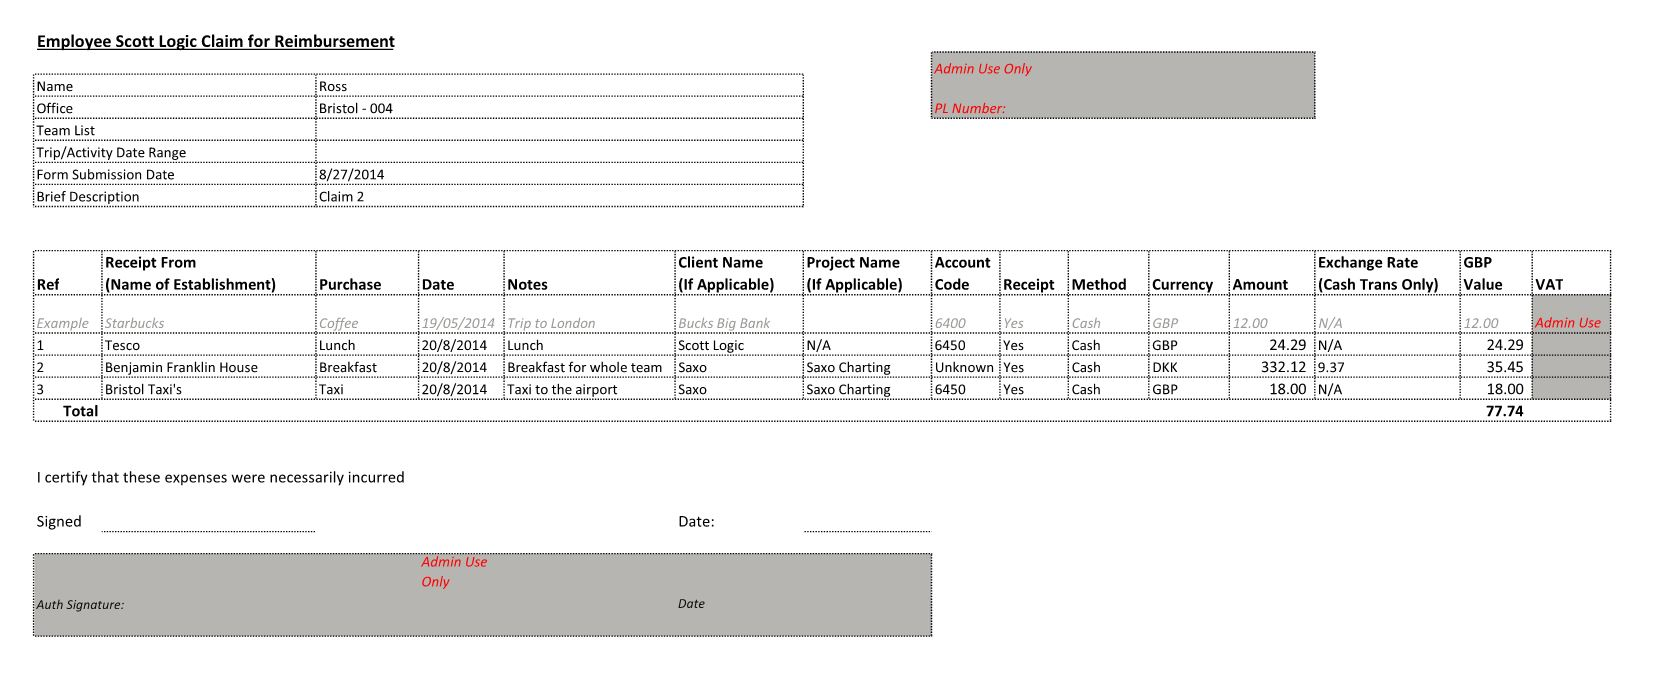 Employee Scott Logic Claim for Reimbursement
Admin Use Only
PL Number:
Name Ross
Office Bristol - 004
Team List
Trip/Activity Date Range
Form Submission Date 8/27/2014
Brief Description Claim 2
Receipt From Client Name Project Name Account Exchange Rate GBP
Ref (Name of Establishment) Purchase Date Notes (If Applicable) (If Applicable) Code Receipt Method Currency Amount (Cash Trans Only) Value VAT
Example Starbucks Coffee 19/05/2014 Trip to London Bucks Big Bank 6400 Yes Cash GBP 12.00 N/A 12.00 Admin Use
1 Tesco Lunch 20/8/2014 Lunch Scott Logic N/A 6450 Yes Cash GBP 24.29 N/A 24.29
2 Benjamin Franklin House Breakfast 20/8/2014 Breakfast for whole team Saxo Saxo Charting Unknown Yes Cash DKK 332.12 9.37 35.45
3 Bristol Taxi's Taxi 20/8/2014 Taxi to the airport Saxo Saxo Charting 6450 Yes Cash GBP 18.00 N/A 18.00
Total 77.74
I certify that these expenses were necessarily incurred
Signed Date:
Admin Use
Only
Auth Signature: Date